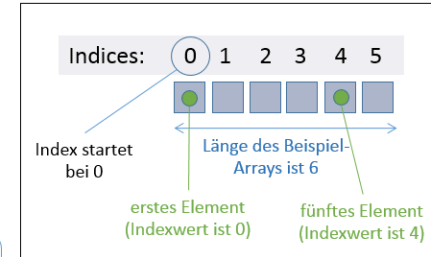 Indices: 0 1 2 3 4 5
Index startet
bei 0
Länge des Beispiel-
Arrays ist 6
erstes Element
(Indexwert ist 0)
fünftes Element
(Indexwert ist 4)